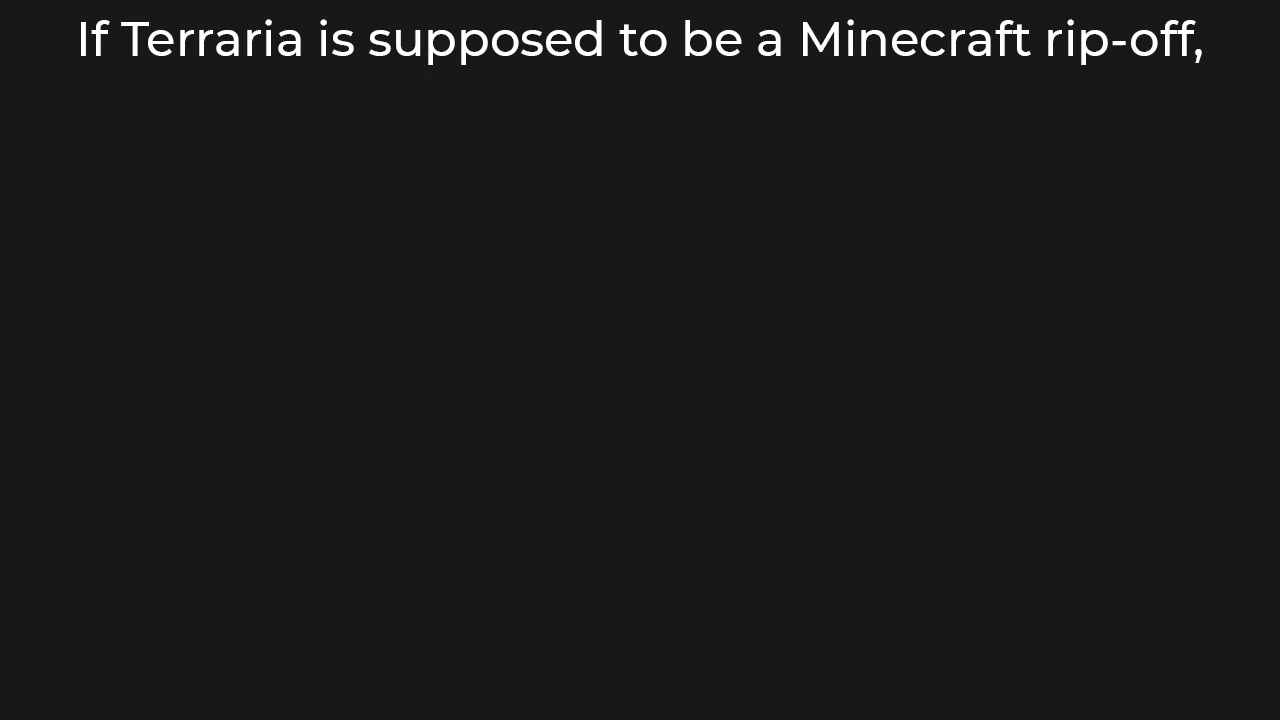 If Terraria is supposed to be a Minecraft rip-off,